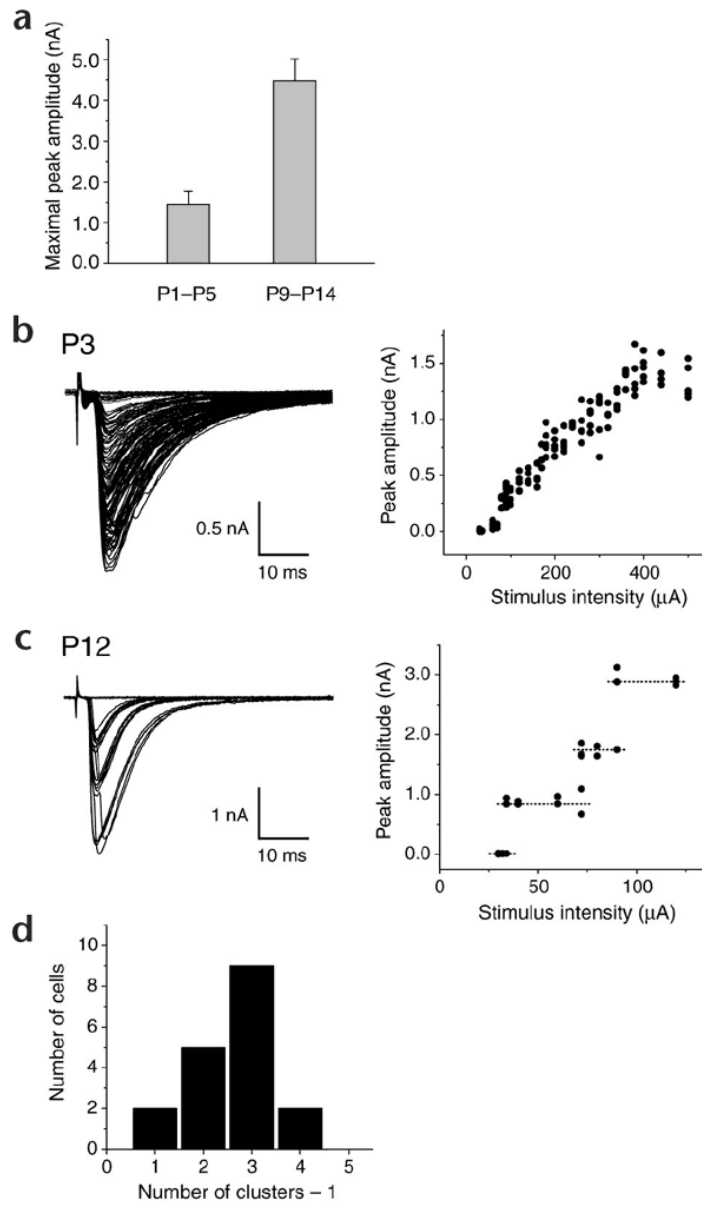 a
Maximal peak amplitude (nA)
5.0
4.0
3.0
2.0
1.0
0.0
P1–P5 P9–P14
b
P3
0.5 nA
10 ms
Peak amplitude (nA)
1.5
1.0
0.5
0.0
0 200 400
Stimulus intensity (μA)
c
P12
1 nA
10 ms
Peak amplitude (nA)
3.0
2.0
1.0
0.0
0 50 100
Stimulus intensity (μA)
d
Number of cells
10
8
6
4
2
0
0 1 2 3 4 5
Number of clusters – 1